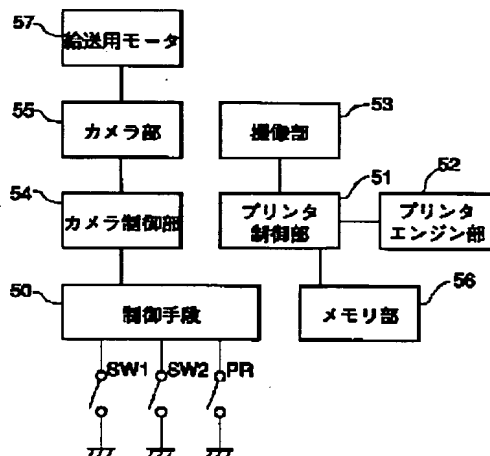 57
給送用モータ
55
カメラ部
53
撮像部
54
カメラ制御部
51
プリンタ
制御部
52
プリンタ
エンジン部
50
制御手段
メモリ部
56
SW1
SW2
PR